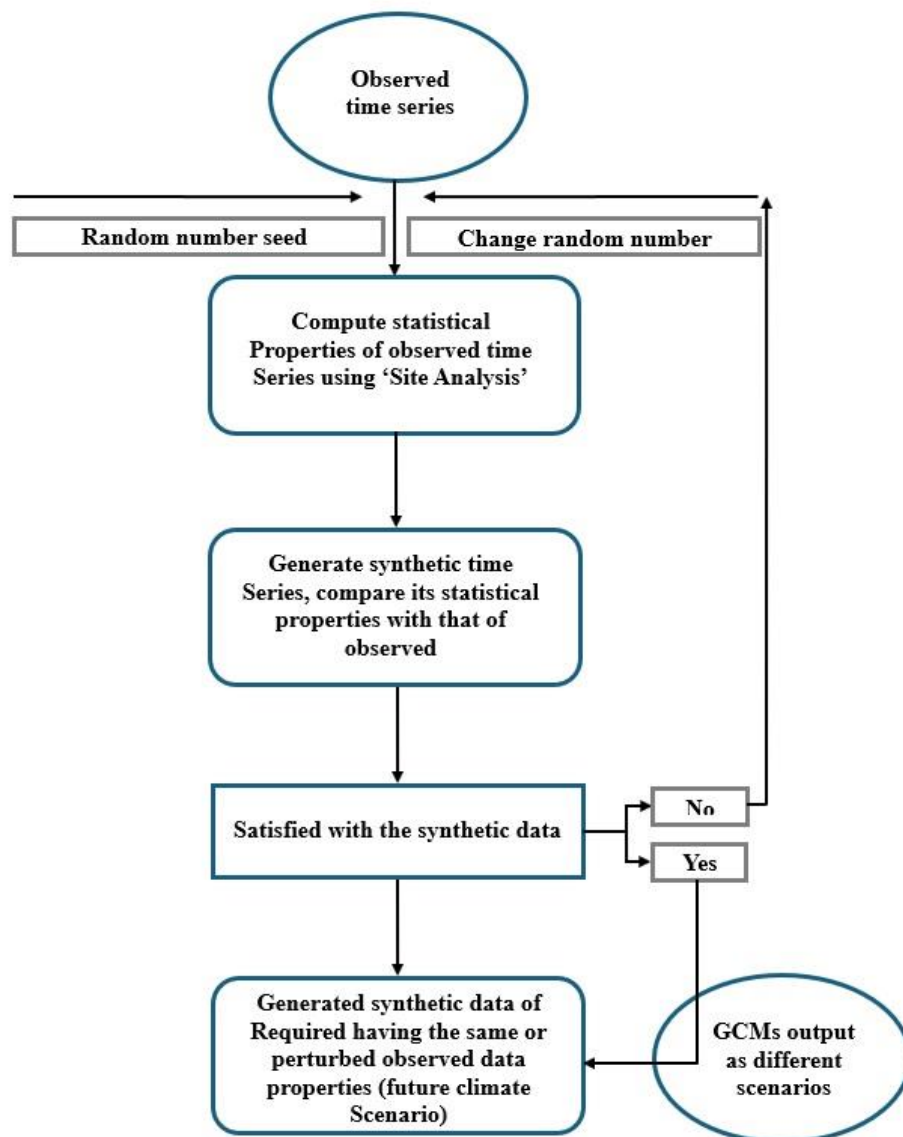 Observed
time series
Random number seed
Change random number
Compute statistical
Properties of observed time
Series using ‘Site Analysis’
Generate synthetic time
Series, compare its statistical
properties with that of
observed
Satisfied with the synthetic data
No
Yes
Generated synthetic data of
Required having the same or
perturbed observed data
properties (future climate
Scenario)
GCMs output
as different
scenarios